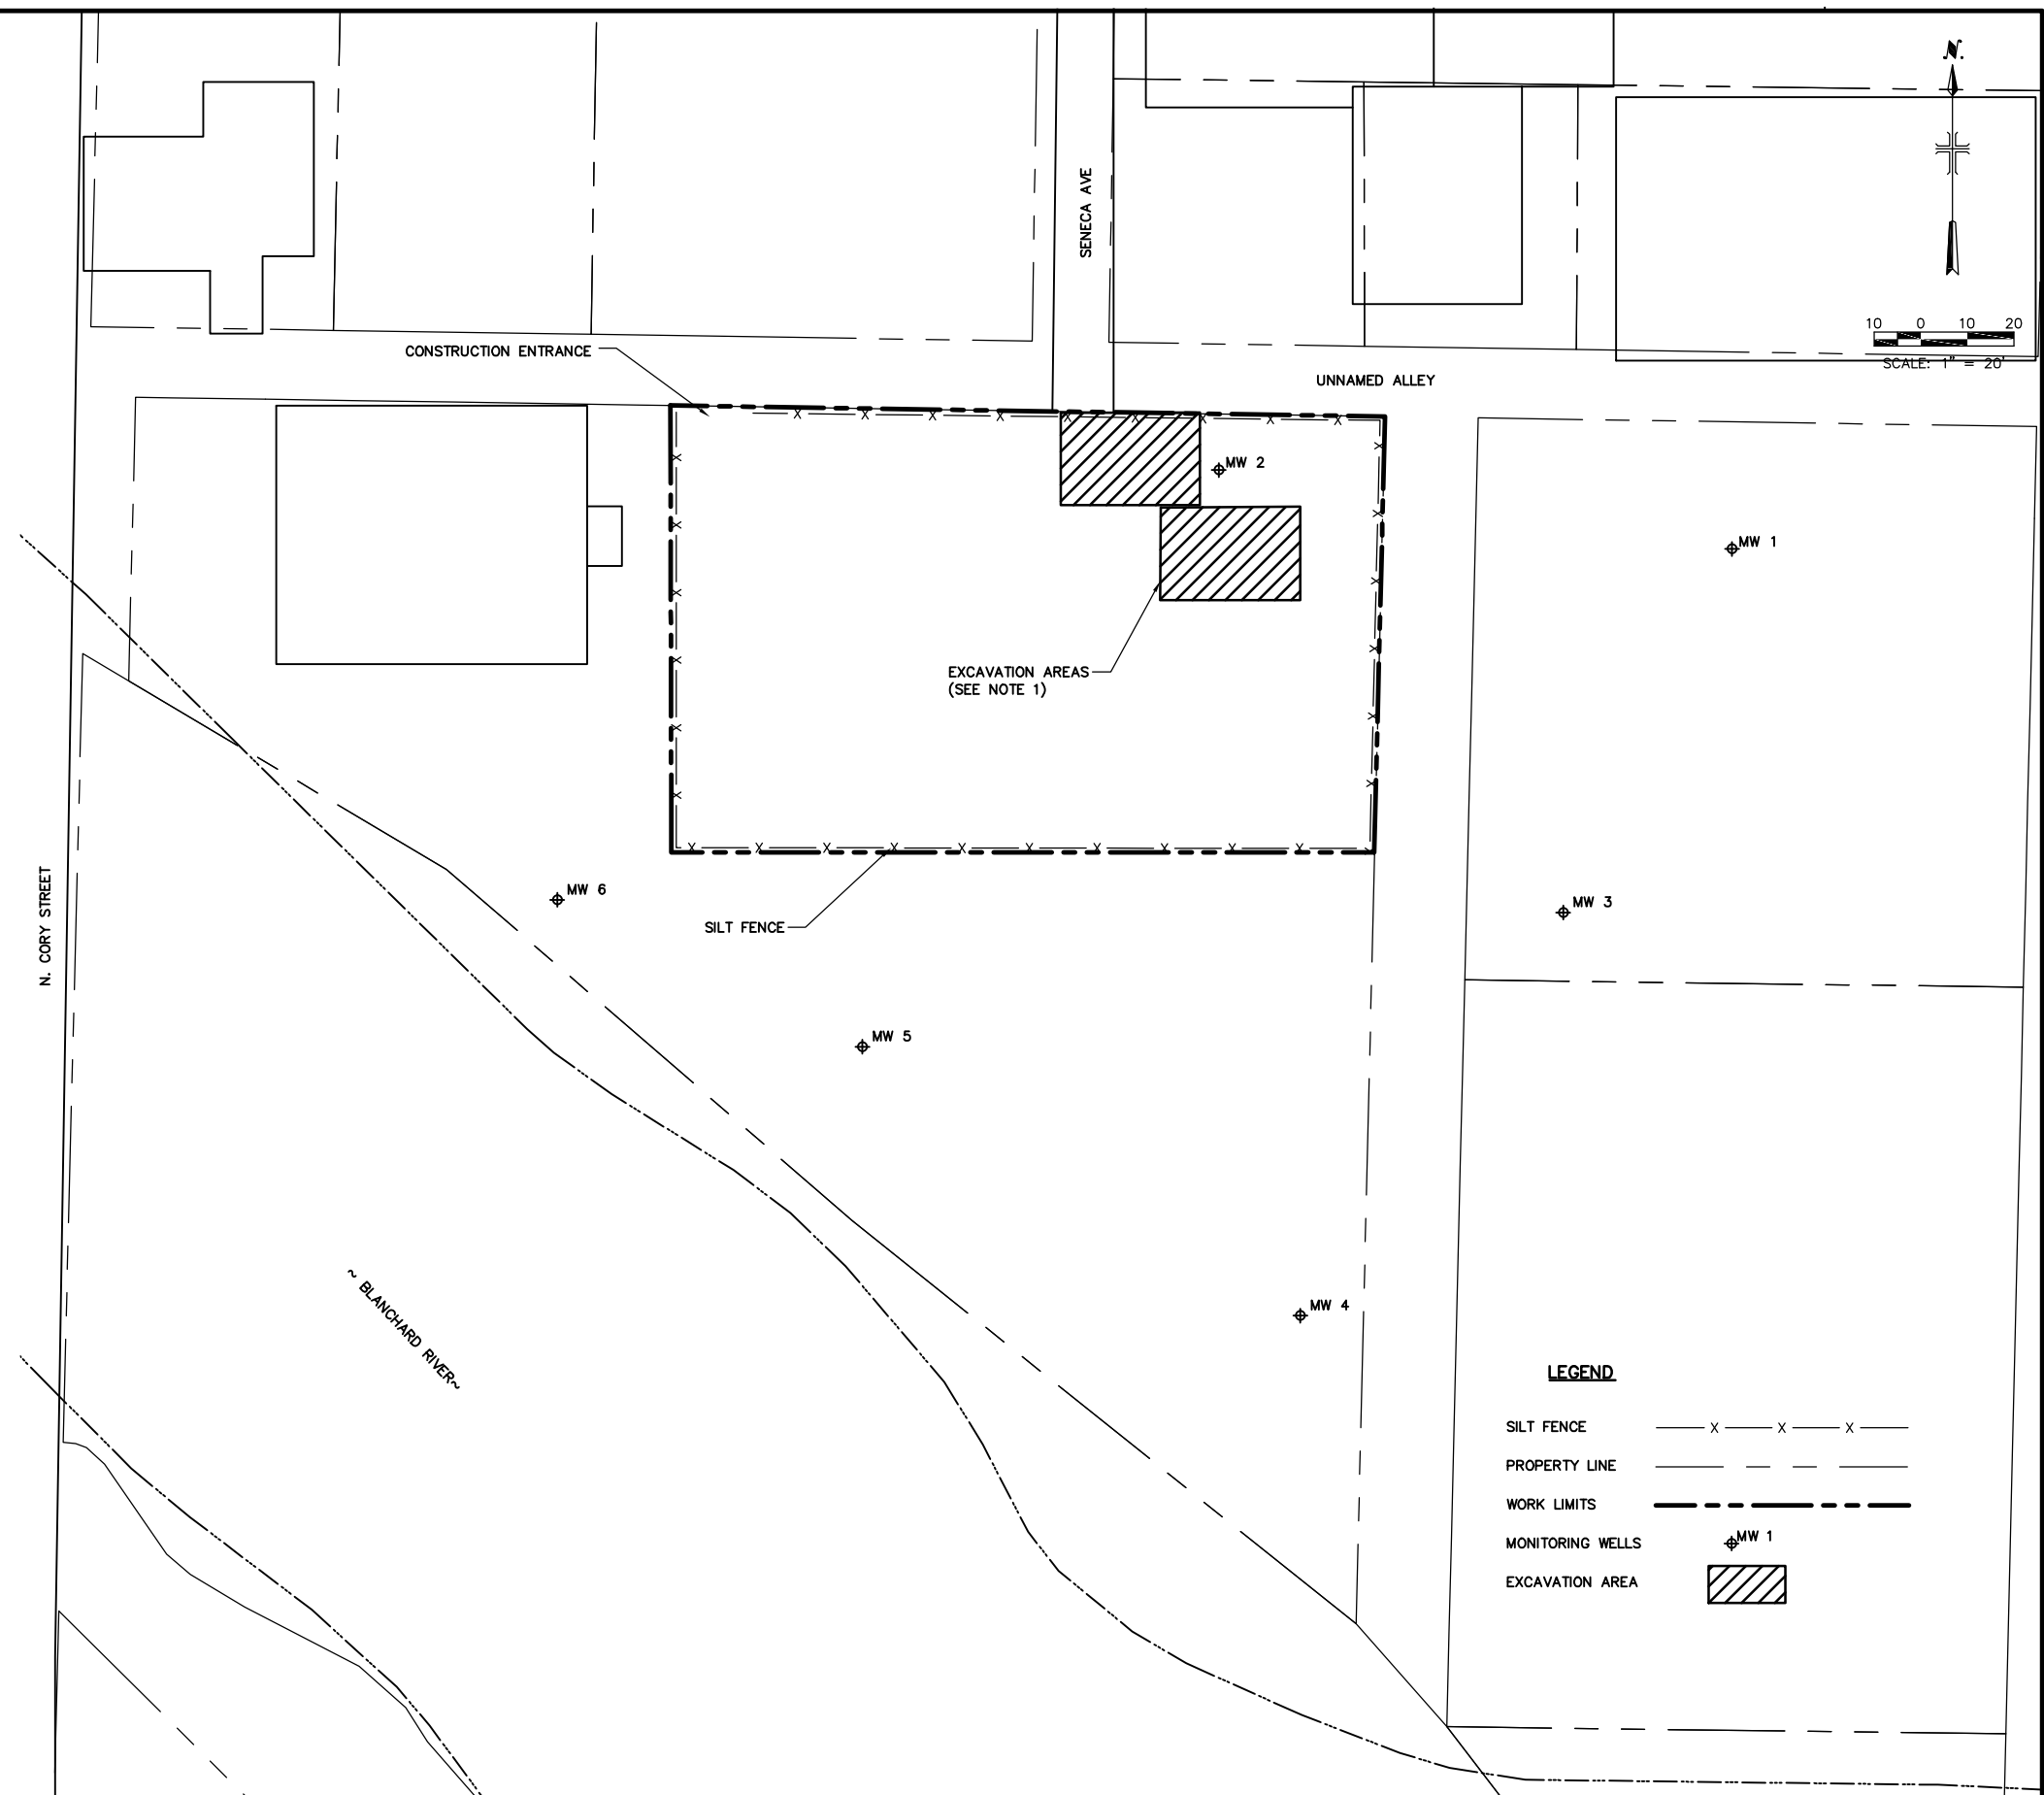 N.
SENECA AVE
10 0 10 20
SCALE: 1" = 20'
CONSTRUCTION ENTRANCE
UNNAMED ALLEY
MW 2
MW 1
EXCAVATION AREAS
(SEE NOTE 1)
N. CORY STREET
MW 6
MW 3
SILT FENCE
MW 5
~ BLANCHARD RIVER~
MW 4
LEGEND
SILT FENCE
X X X
PROPERTY LINE
WORK LIMITS
MONITORING WELLS
MW 1
EXCAVATION AREA